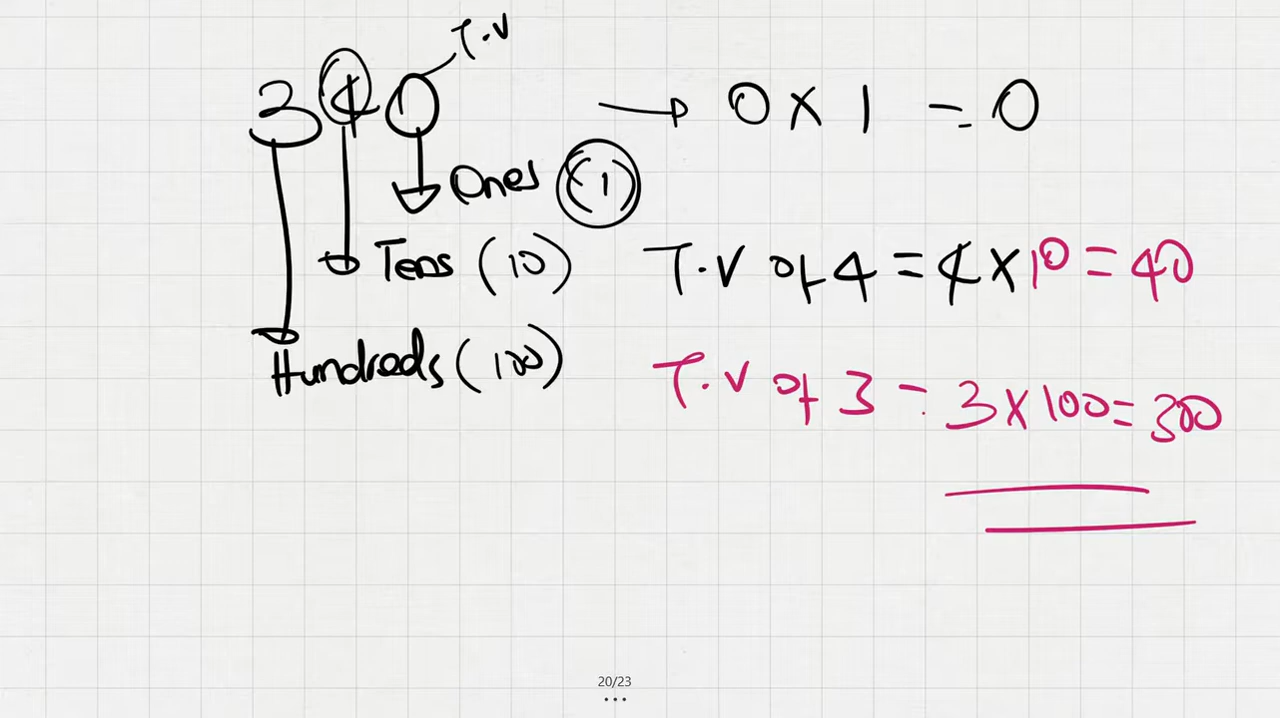 T.V
340 → 0 X 1 = 0
Ones (1)
Tens (10) T.V of 4 = 4 X 10 = 40
Hundreds (100) T.V of 3 = 3 X 100 = 300
20/23